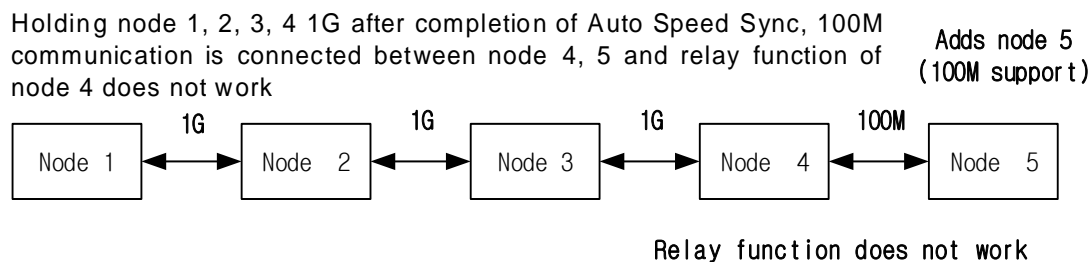 Holding node 1, 2, 3, 4 1G after completion of Auto Speed Sync, 100M
communication is connected between node 4, 5 and relay function of
node 4 does not work
Adds node 5
(100M support)
1G
1G
1G
100M
Node 1
Node 2
Node 3
Node 4
Node 5
Relay function does not work